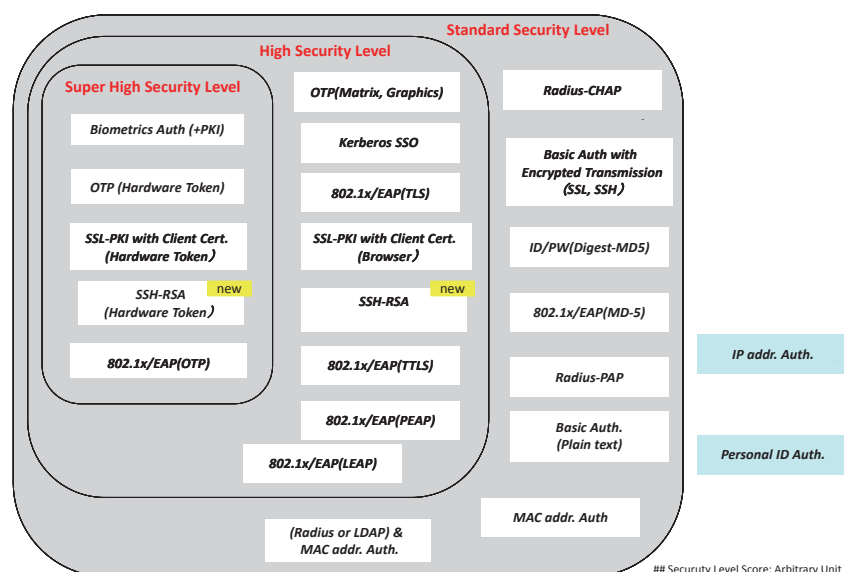 Standard Security Level
High Security Level
Super High Security Level
Biometrics Auth (+PKI)
OTP (Hardware Token)
SSL-PKI with Client Cert.
(Hardware Token）
SSH-RSA
(Hardware Token）
new
802.1x/EAP(OTP)
OTP(Matrix, Graphics)
Kerberos SSO
802.1x/EAP(TLS)
SSL-PKI with Client Cert.
(Browser)
SSH-RSA
new
802.1x/EAP(TTLS)
802.1x/EAP(PEAP)
802.1x/EAP(LEAP)
Radius-CHAP
Basic Auth with
Encrypted Transmission
(SSL, SSH）
ID/PW(Digest-MD5)
802.1x/EAP(MD-5)
Radius-PAP
Basic Auth.
(Plain text)
MAC addr. Auth
(Radius or LDAP) &
MAC addr. Auth.
IP addr. Auth.
Personal ID Auth.
## Securuty Level Score: Arbitrary Unit